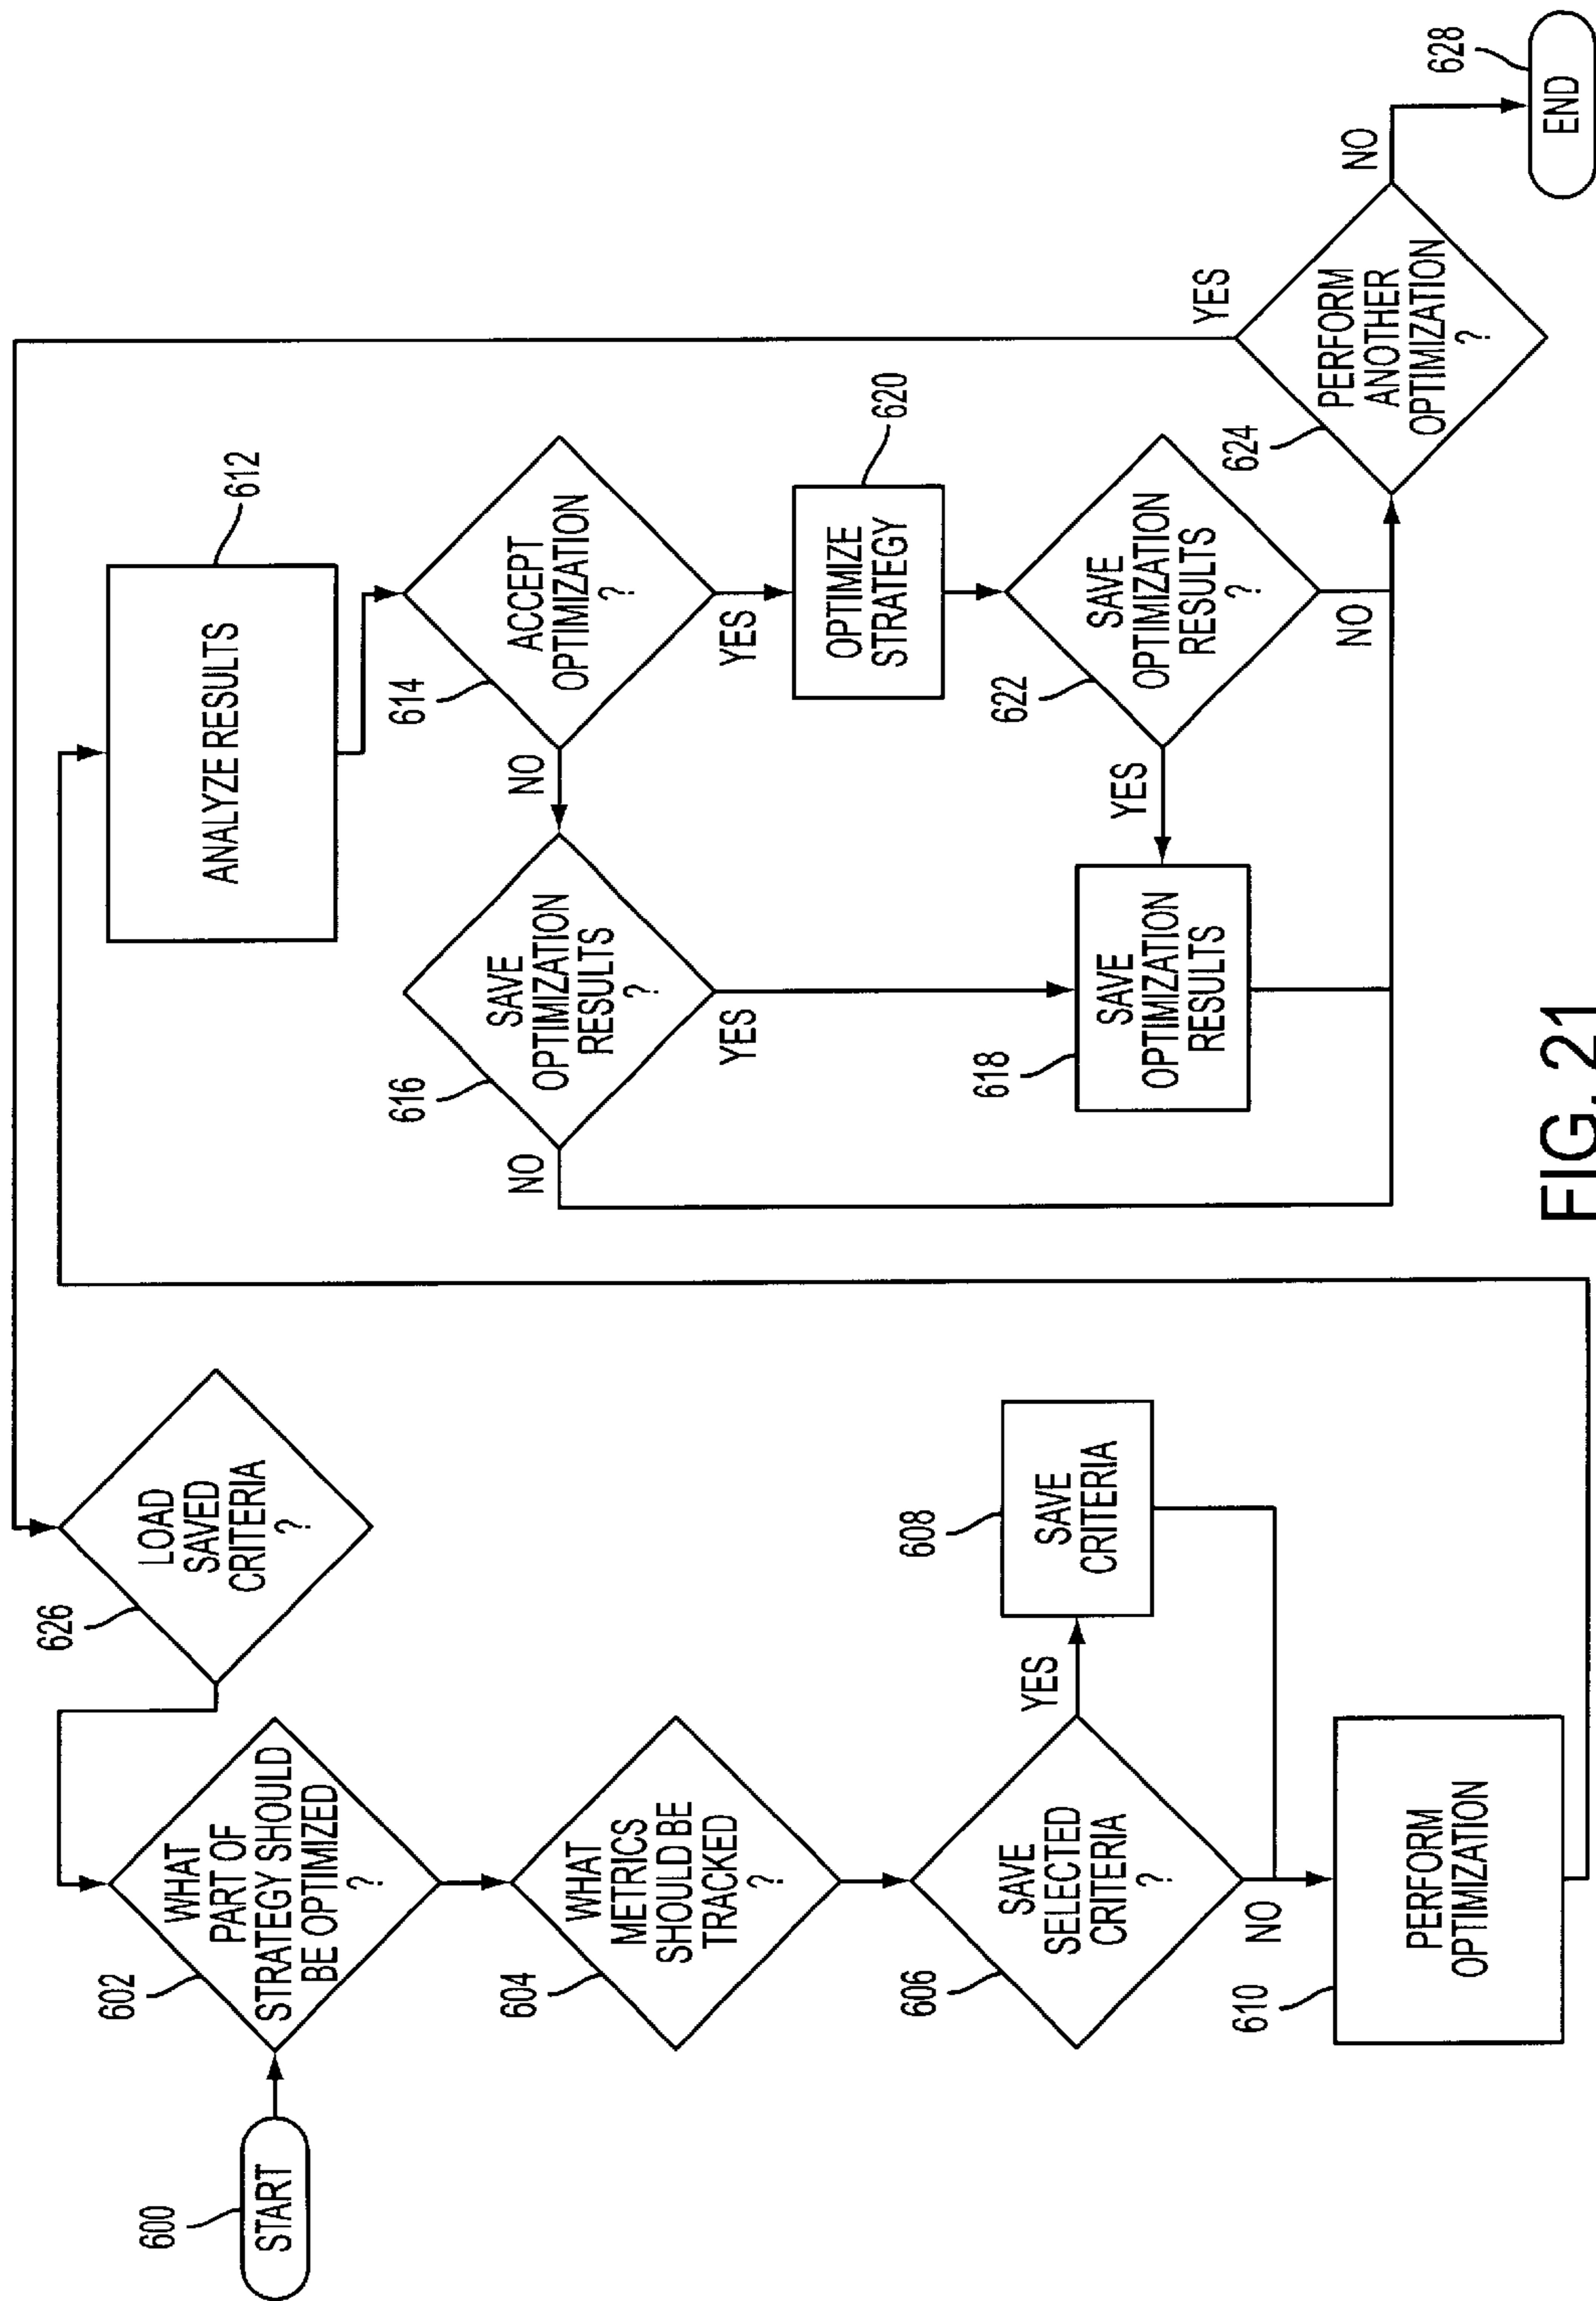 600
START
602
WHAT
PART OF
STRATEGY SHOULD
BE OPTIMIZED
?
626
LOAD
SAVED
CRITERIA
?
604
WHAT
METRICS
SHOULD BE
TRACKED
?
606
SAVE
SELECTED
CRITERIA
?
YES
NO
608
SAVE
CRITERIA
610
PERFORM
OPTIMIZATION
612
ANALYZE RESULTS
614
ACCEPT
OPTIMIZATION
?
NO
YES
616
SAVE
OPTIMIZATION
RESULTS
?
NO
YES
620
OPTIMIZE
STRATEGY
622
SAVE
OPTIMIZATION
RESULTS
?
YES
NO
618
SAVE
OPTIMIZATION
RESULTS
624
PERFORM
ANOTHER
OPTIMIZATION
?
YES
NO
628
END
FIG. 21